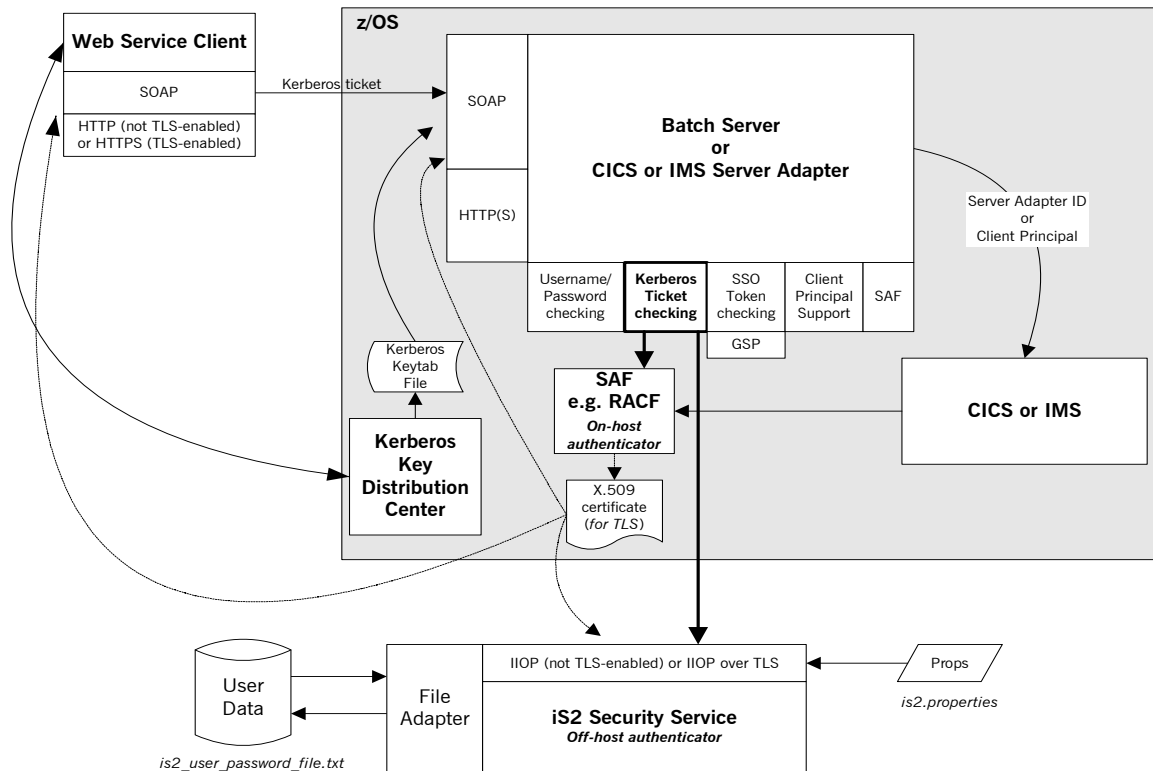 z/OS
Web Service Client
SOAP
HTTP (not TLS-enabled)
or HTTPS (TLS-enabled)
Kerberos ticket
SOAP
HTTP(S)
Batch Server
or
CICS or IMS Server Adapter
Server Adapter ID
or
Client Principal
Username/
Password
checking
Kerberos
Ticket
checking
SSO
Token
checking
Client
Principal
Support
SAF
GSP
Kerberos
Keytab
File
SAF
e.g. RACF
On-host
authenticator
CICS or IMS
Kerberos
Key
Distribution
Center
X.509
certificate
(for TLS)
User
Data
is2_user_password_file.txt
File
Adapter
IIOP (not TLS-enabled) or IIOP over TLS
iS2 Security Service
Off-host authenticator
Props
is2.properties